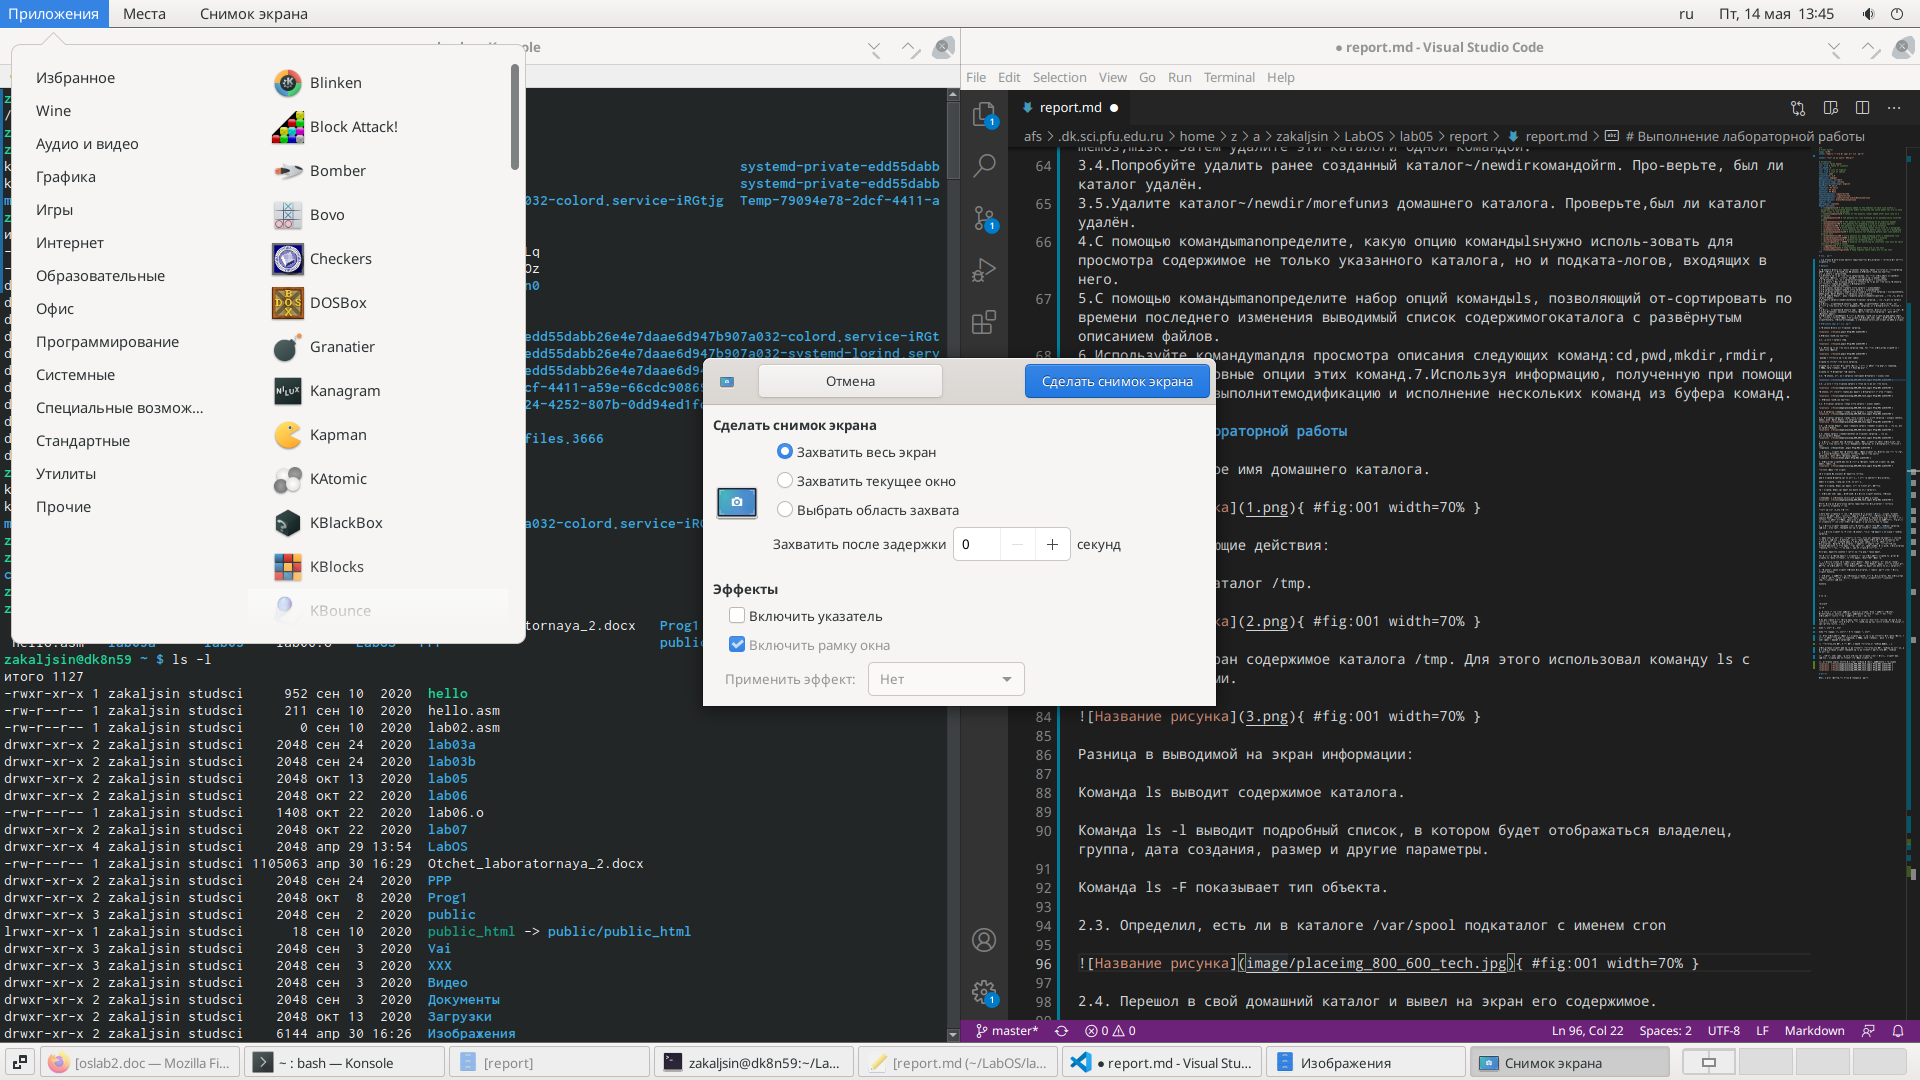 Приложения Места Снимок экрана ru Пт, 14 мая 13:45
Избранное
Wine
Аудио и видео
Графика
Игры
Интернет
Образовательные
Офис
Программирование
Системные
Специальные возмож...
Стандартные
Утилиты
Прочие
Blinken
Block Attack!
Bomber
Bovo
Checkers
DOSBox
Granatier
Kanagram
Kapman
KAtomic
KBlackBox
KBlocks
KBounce
systemd-private-edd55dabb
systemd-private-edd55dabb
032-colord.service-iRGtjg Temp-79094e78-2dcf-4411-a
Lq
Oz
n0
edd55dabb26e4e7daae6d947b907a032-colord.service-iRGt
edd55dabb26e4e7daae6d947b907a032-systemd-logind.serv
files.3666
a032-colord.service-iRG
tornaya_2.docx Prog1
zakaljsin@dk8n59 ~ $ ls -l
итого 1127
-rwxr-xr-x 1 zakaljsin studsci 952 сен 10 2020 hello
-rw-r--r-- 1 zakaljsin studsci 211 сен 10 2020 hello.asm
-rw-r--r-- 1 zakaljsin studsci 0 сен 10 2020 lab02.asm
drwxr-xr-x 2 zakaljsin studsci 2048 сен 24 2020 lab03a
drwxr-xr-x 2 zakaljsin studsci 2048 сен 24 2020 lab03b
drwxr-xr-x 2 zakaljsin studsci 2048 окт 13 2020 lab05
drwxr-xr-x 2 zakaljsin studsci 2048 окт 22 2020 lab06
-rw-r--r-- 1 zakaljsin studsci 1408 окт 22 2020 lab06.o
drwxr-xr-x 2 zakaljsin studsci 2048 окт 22 2020 lab07
drwxr-xr-x 4 zakaljsin studsci 2048 апр 29 13:54 LabOS
-rw-r--r-- 1 zakaljsin studsci 1105063 апр 30 16:29 Otchet_laboratornaya_2.docx
drwxr-xr-x 2 zakaljsin studsci 2048 сен 24 2020 PPP
drwxr-xr-x 2 zakaljsin studsci 2048 окт 8 2020 Prog1
drwxr-xr-x 3 zakaljsin studsci 2048 сен 2 2020 public
lrwxr-xr-x 1 zakaljsin studsci 18 сен 10 2020 public_html -> public/public_html
drwxr-xr-x 3 zakaljsin studsci 2048 сен 3 2020 Vai
drwxr-xr-x 3 zakaljsin studsci 2048 сен 3 2020 XXX
drwxr-xr-x 2 zakaljsin studsci 2048 сен 3 2020 Видео
drwxr-xr-x 2 zakaljsin studsci 2048 сен 3 2020 Документы
drwxr-xr-x 2 zakaljsin studsci 2048 окт 13 2020 Загрузки
drwxr-xr-x 2 zakaljsin studsci 6144 апр 30 16:26 Изображения
Отмена Сделать снимок экрана
Сделать снимок экрана
Захватить весь экран
Захватить текущее окно
Выбрать область захвата
Захватить после задержки 0 секунд
Эффекты
Включить указатель
Включить рамку окна
Применить эффект: Нет
● report.md - Visual Studio Code
File Edit Selection View Go Run Terminal Help
report.md
afs > .dk.sci.pfu.edu.ru > home > z > a > zakaljsin > LabOS > lab05 > report > report.md > # Выполнение лабораторной работы
64 3.4.Попробуйте удалить ранее созданный каталог~/newdirкомандойrm. Про-верьте, был ли
каталог удалён.
65 3.5.Удалите каталог~/newdir/morefunиз домашнего каталога. Проверьте,был ли каталог
удалён.
66 4.С помощью командыmanопределите, какую опцию командыlsнужно исполь-зовать для
просмотра содержимое не только указанного каталога, но и подката-логов, входящих в
него.
67 5.С помощью командыmanопределите набор опций командыls, позволяющий от-сортировать по
времени последнего изменения выводимый список содержимогокаталога с развёрнутым
описанием файлов.
68 6.Используйте командуmanдля просмотра описания следующих команд:cd,pwd,mkdir,rmdir,
овные опции этих команд.7.Используя информацию, полученную при помощи
выполнитемодификацию и исполнение нескольких команд из буфера команд.
ораторной работы
ое имя домашнего каталога.
ка](1.png){ #fig:001 width=70% }
ющие действия:
аталог /tmp.
ка](2.png){ #fig:001 width=70% }
ран содержимое каталога /tmp. Для этого использовал команду ls с
ми.
84 ![Название рисунка](3.png){ #fig:001 width=70% }
85
86 Разница в выводимой на экран информации:
87
88 Команда ls выводит содержимое каталога.
89
90 Команда ls -l выводит подробный список, в котором будет отображаться владелец,
группа, дата создания, размер и другие параметры.
91
92 Команда ls -F показывает тип объекта.
93
94 2.3. Определил, есть ли в каталоге /var/spool подкаталог с именем cron
95
96 ![Название рисунка](image/placeimg_800_600_tech.jpg){ #fig:001 width=70% }
97
98 2.4. Перешол в свой домашний каталог и вывел на экран его содержимое.
master* 0 0 Ln 96, Col 22 Spaces: 2 UTF-8 LF Markdown
[oslab2.doc — Mozilla Fi... ~ : bash — Konsole [report] zakaljsin@dk8n59:~/La... [report.md (~/LabOS/la... ● report.md - Visual Stu... Изображения Снимок экрана